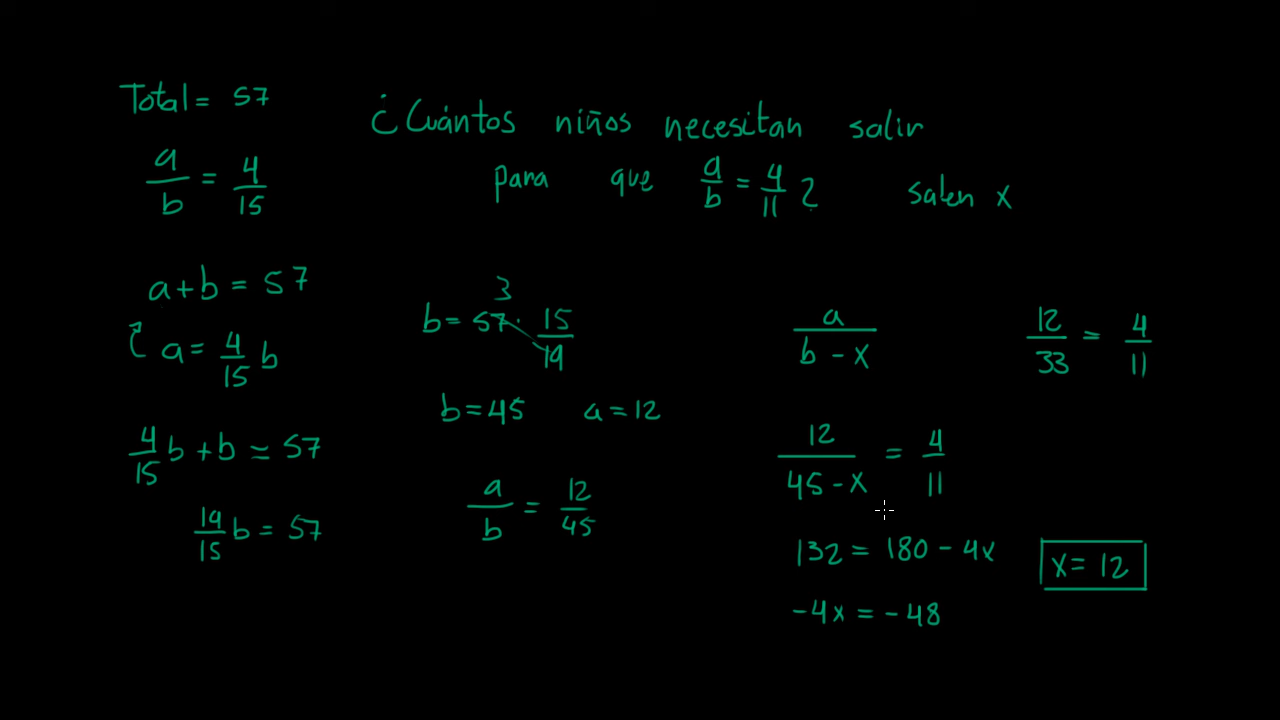 Total = 57
¿Cuántos niños necesitan salir
para que a/b = 4/11 ?
salen x
a/b = 4/15
a + b = 57
a = 4/15 b
4/15 b + b = 57
19/15 b = 57
3
b = 57 · 15/19
b = 45 a = 12
a/b = 12/45
a/(b - x)
12/(45 - x) = 4/11
132 = 180 - 4x
-4x = -48
12/33 = 4/11
x = 12